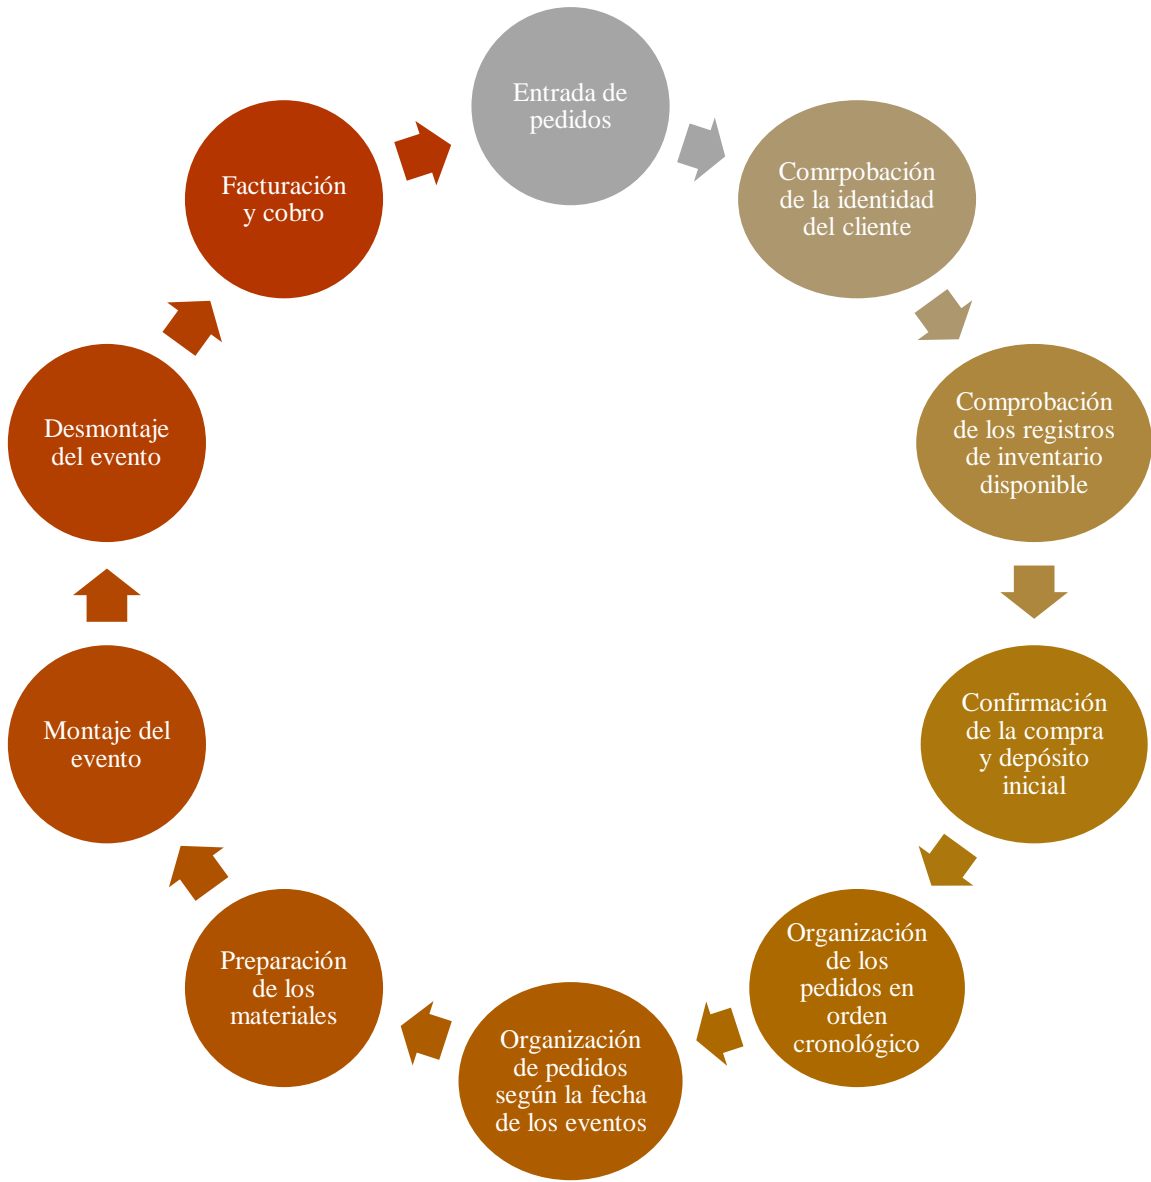 Entrada de
pedidos
Comrpobación
de la identidad
del cliente
Comprobación
de los registros
de inventario
disponible
Confirmación
de la compra
y depósito
inicial
Organización
de los
pedidos en
orden
cronológico
Organización
de pedidos
según la fecha
de los eventos
Preparación
de los
materiales
Montaje del
evento
Desmontaje
del evento
Facturación
y cobro